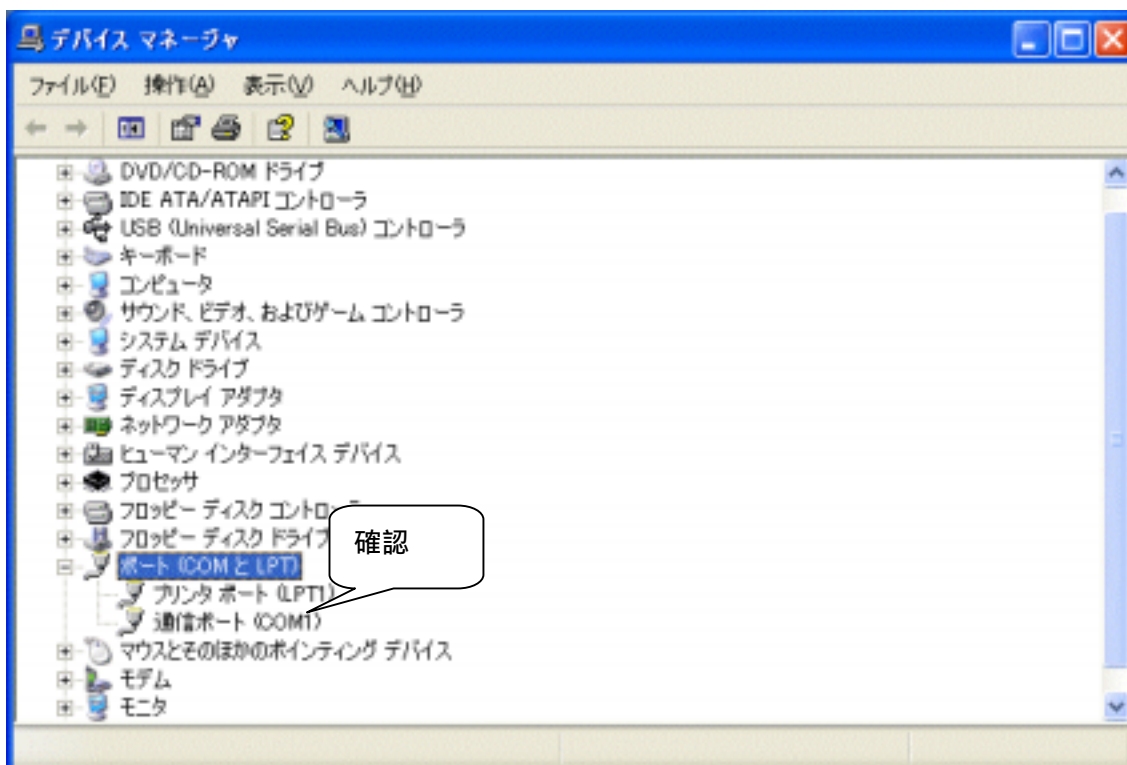 デバイス マネージャ
ファイル(F) 操作(A) 表示(V) ヘルプ(H)
DVD/CD-ROM ドライブ
IDE ATA/ATAPI コントローラ
USB (Universal Serial Bus) コントローラ
キーボード
コンピュータ
サウンド、ビデオ、およびゲーム コントローラ
システム デバイス
ディスク ドライブ
ディスプレイ アダプタ
ネットワーク アダプタ
ヒューマン インターフェイス デバイス
プロセッサ
フロッピー ディスク コントロ
フロッピー ディスク ドライブ
確認
ポート (COM と LPT)
プリンタ ポート (LPT1)
通信ポート (COM1)
マウスとそのほかのポインティング デバイス
モデム
モニタ